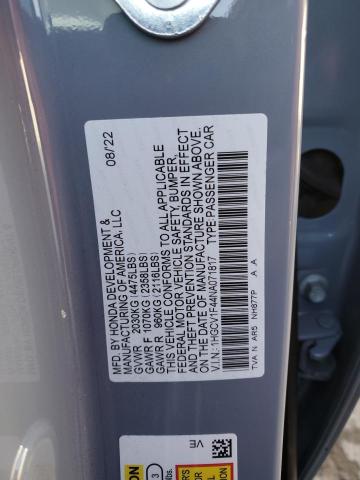 MFD. BY HONDA DEVELOPMENT & 08/22
MANUFACTURING OF AMERICA, LLC
GVWR 2030KG (4475LBS)
GAWR F 1070KG (2358LBS)
GAWR R 960KG (2116LBS)
THIS VEHICLE CONFORMS TO ALL APPLICABLE
FEDERAL MOTOR VEHICLE SAFETY, BUMPER,
AND THEFT PREVENTION STANDARDS IN EFFECT
ON THE DATE OF MANUFACTURE SHOWN ABOVE.
V.I.N.: 1HGCV1F44NA071817 TYPE: PASSENGER CAR
TVA N AR5 NH877P A A
VE
3
lbs.